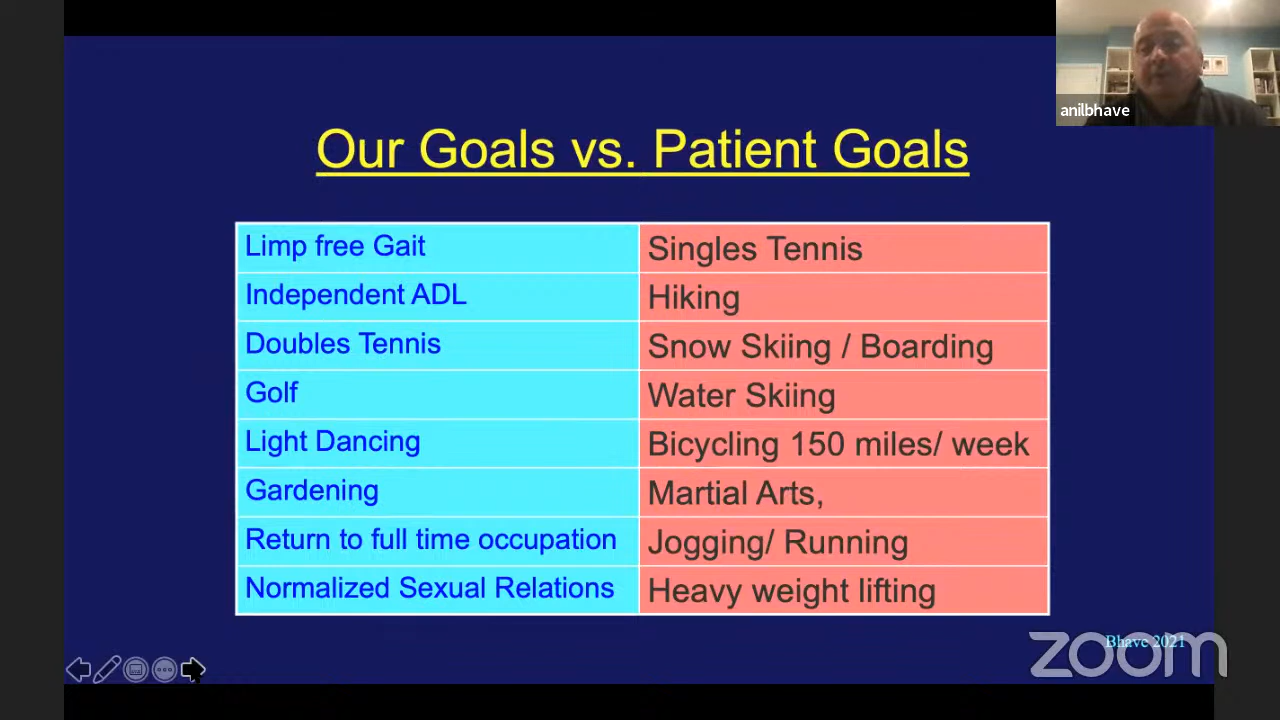 anilbhave
Our Goals vs. Patient Goals
Limp free Gait
Singles Tennis
Independent ADL
Hiking
Doubles Tennis
Snow Skiing / Boarding
Golf
Water Skiing
Light Dancing
Bicycling 150 miles/ week
Gardening
Martial Arts,
Return to full time occupation
Jogging/ Running
Normalized Sexual Relations
Heavy weight lifting
Bhave 2021
zoom